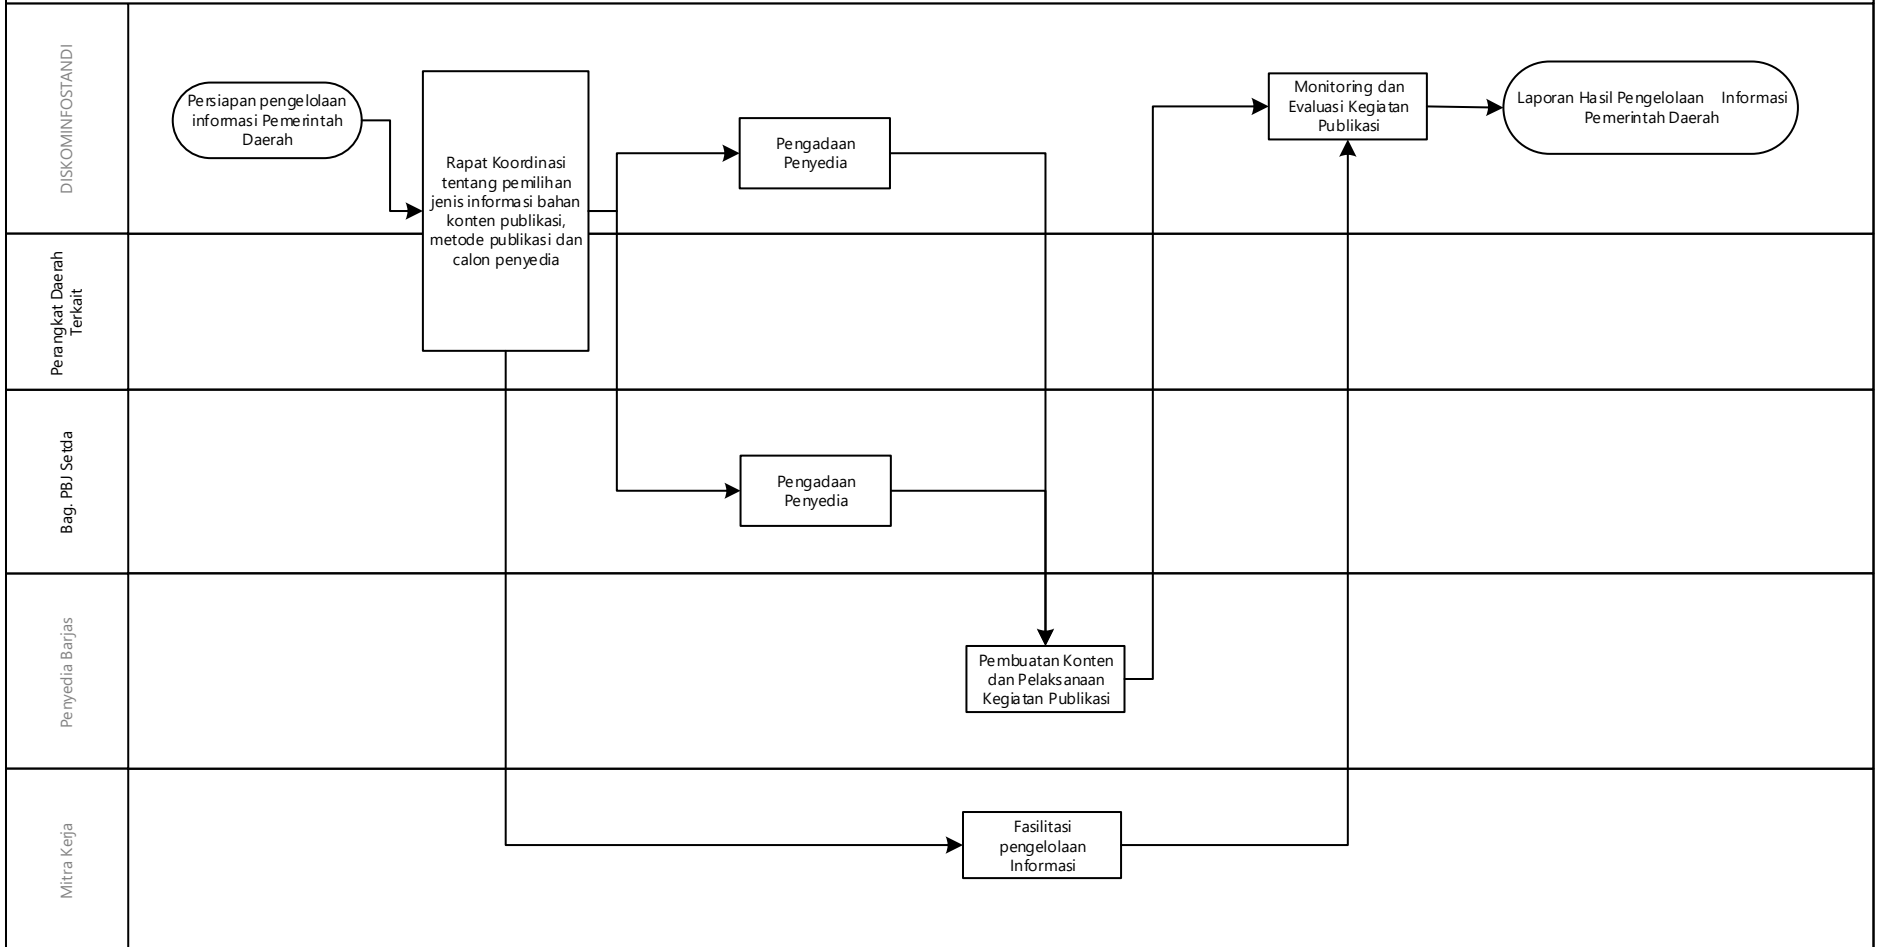 DISKOMINFOSTANDI
Persiapan pengelolaan
informasi Pemerintah
Daerah
Rapat Koordinasi
tentang pemilihan
jenis informasi bahan
konten publikasi,
metode publikasi dan
calon penyedia
Pengadaan
Penyedia
Monitoring dan
Evaluasi Kegiatan
Publikasi
Laporan Hasil Pengelolaan Informasi
Pemerintah Daerah
Perangkat Daerah
Terkait
Bag. PBJ Setda
Pengadaan
Penyedia
Penyedia Barjas
Pembuatan Konten
dan Pelaksanaan
Kegiatan Publikasi
Mitra Kerja
Fasilitasi
pengelolaan
Informasi